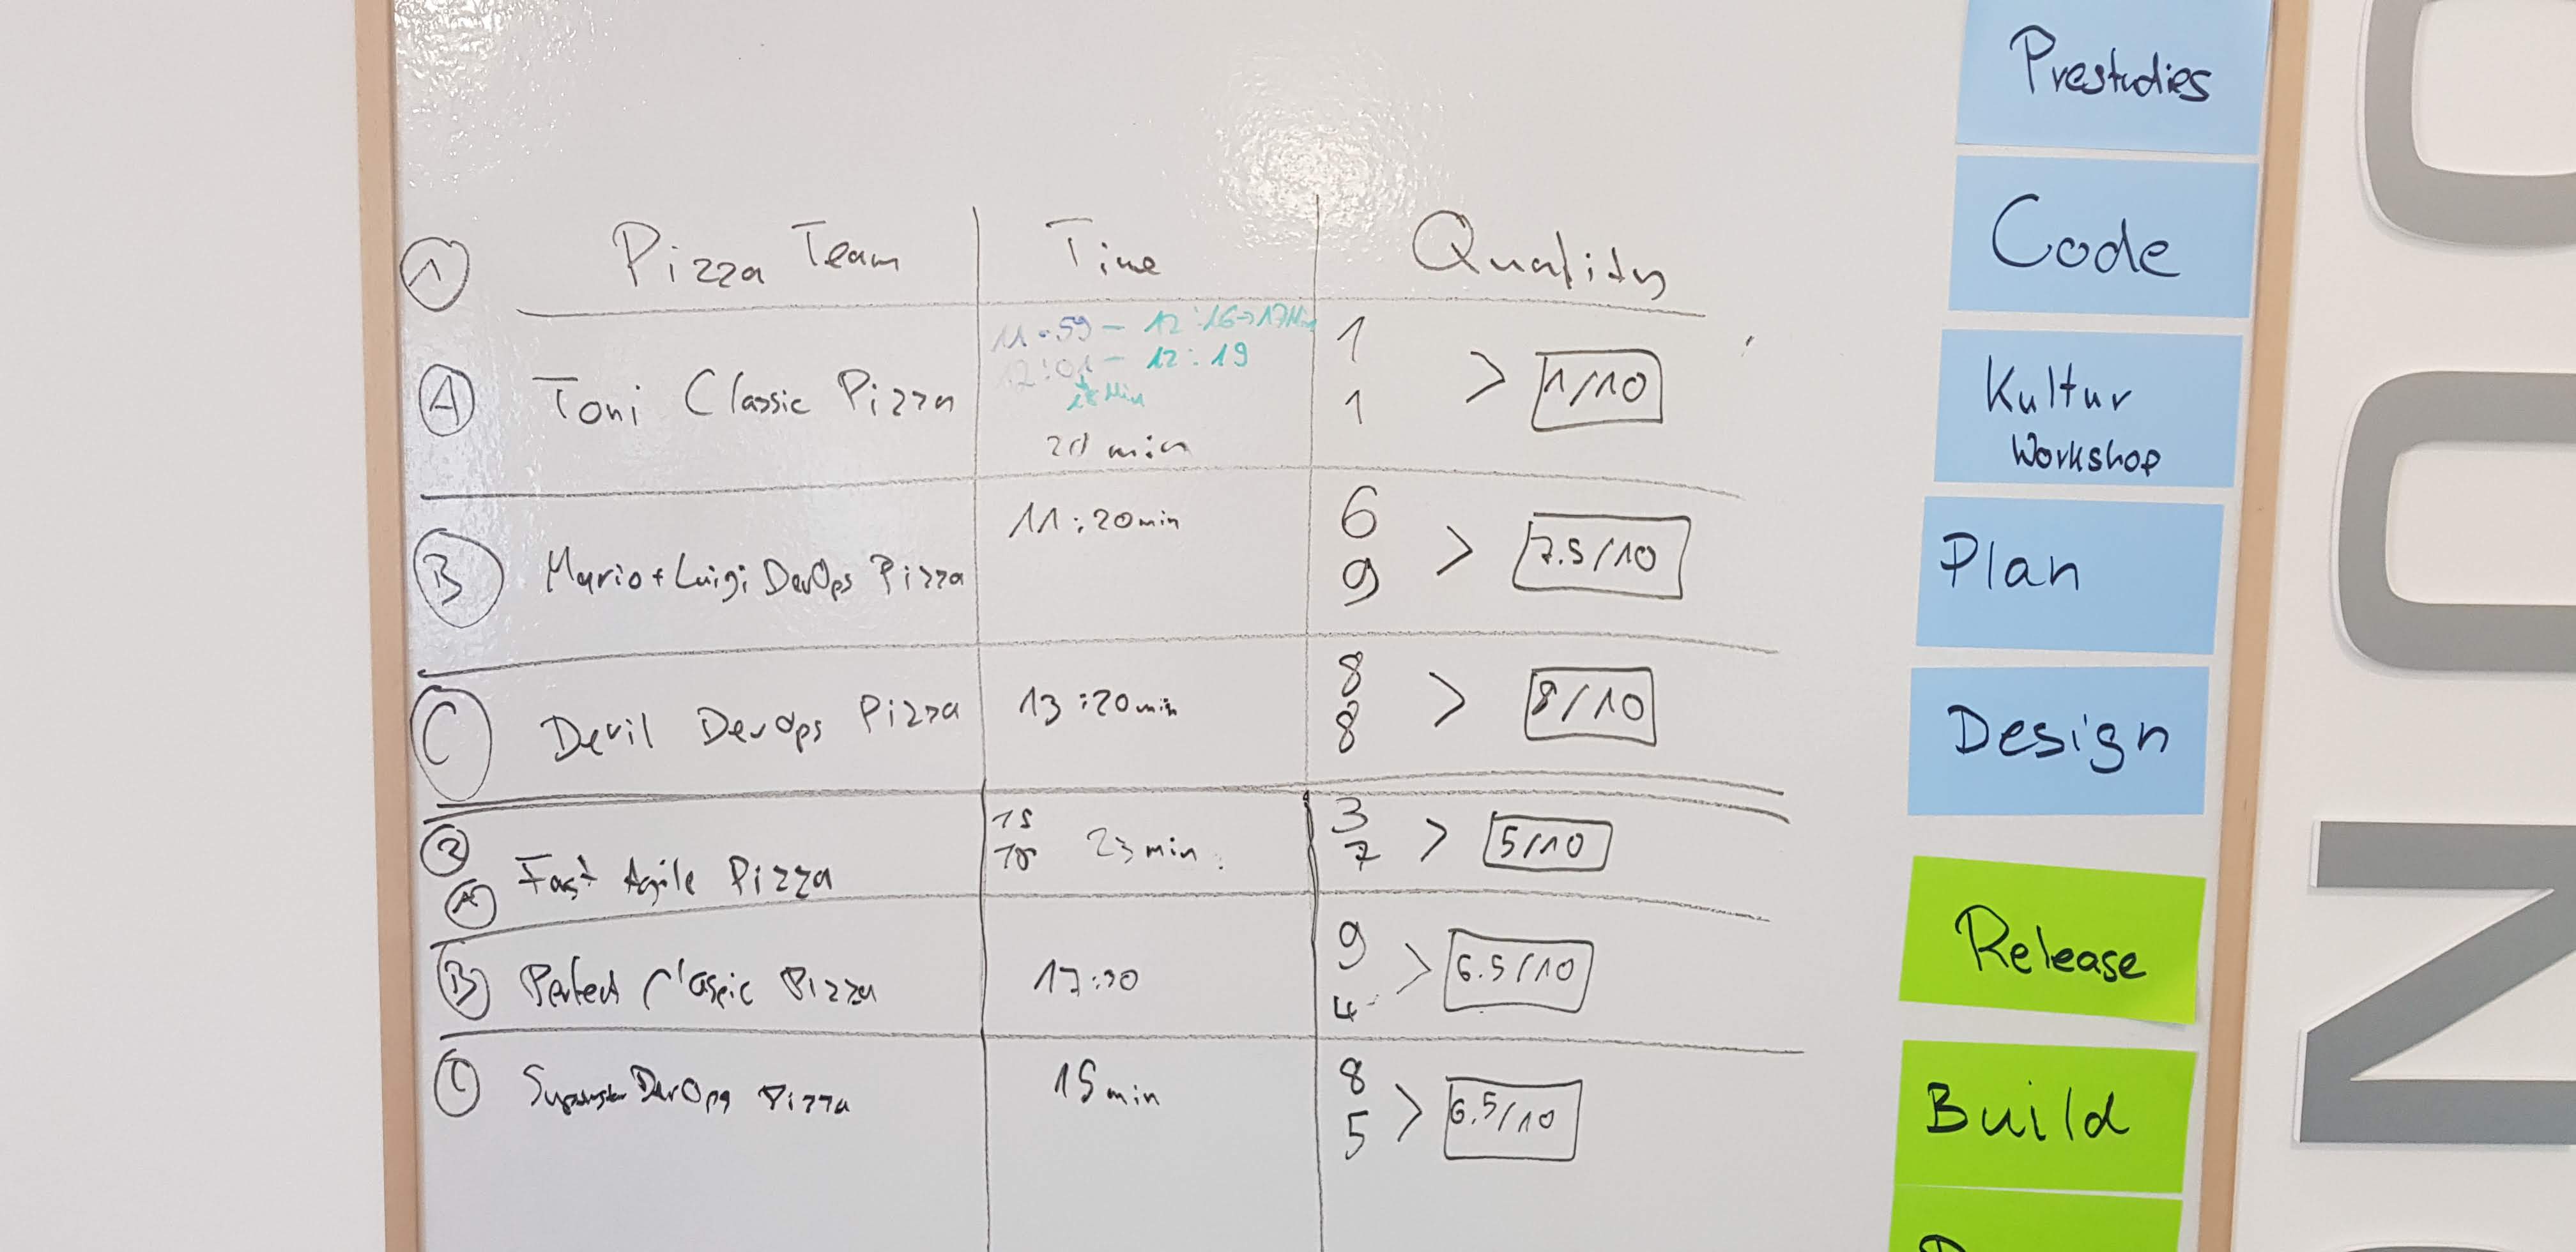 1 Pizza Team Time Quality
11:59 - 12:16 → 17Min
12:01 - 12:19
18 Min
A Toni Classic Pizza
20 min
1
1
> 1/10
B Mario + Luigi DevOps Pizza
11:20min
6
9
> 7.5/10
C Devil DevOps Pizza
13:20min
8
8
> 8/10
2
A Fast Agile Pizza
15
23 min
3
7
> 5/10
B Perfect Classic Pizza
17:30
9
4
> 6.5/10
C DevOps Pizza
15min
8
5
> 6.5/10
Prestudies
Code
Kultur
Workshop
Plan
Design
Release
Build